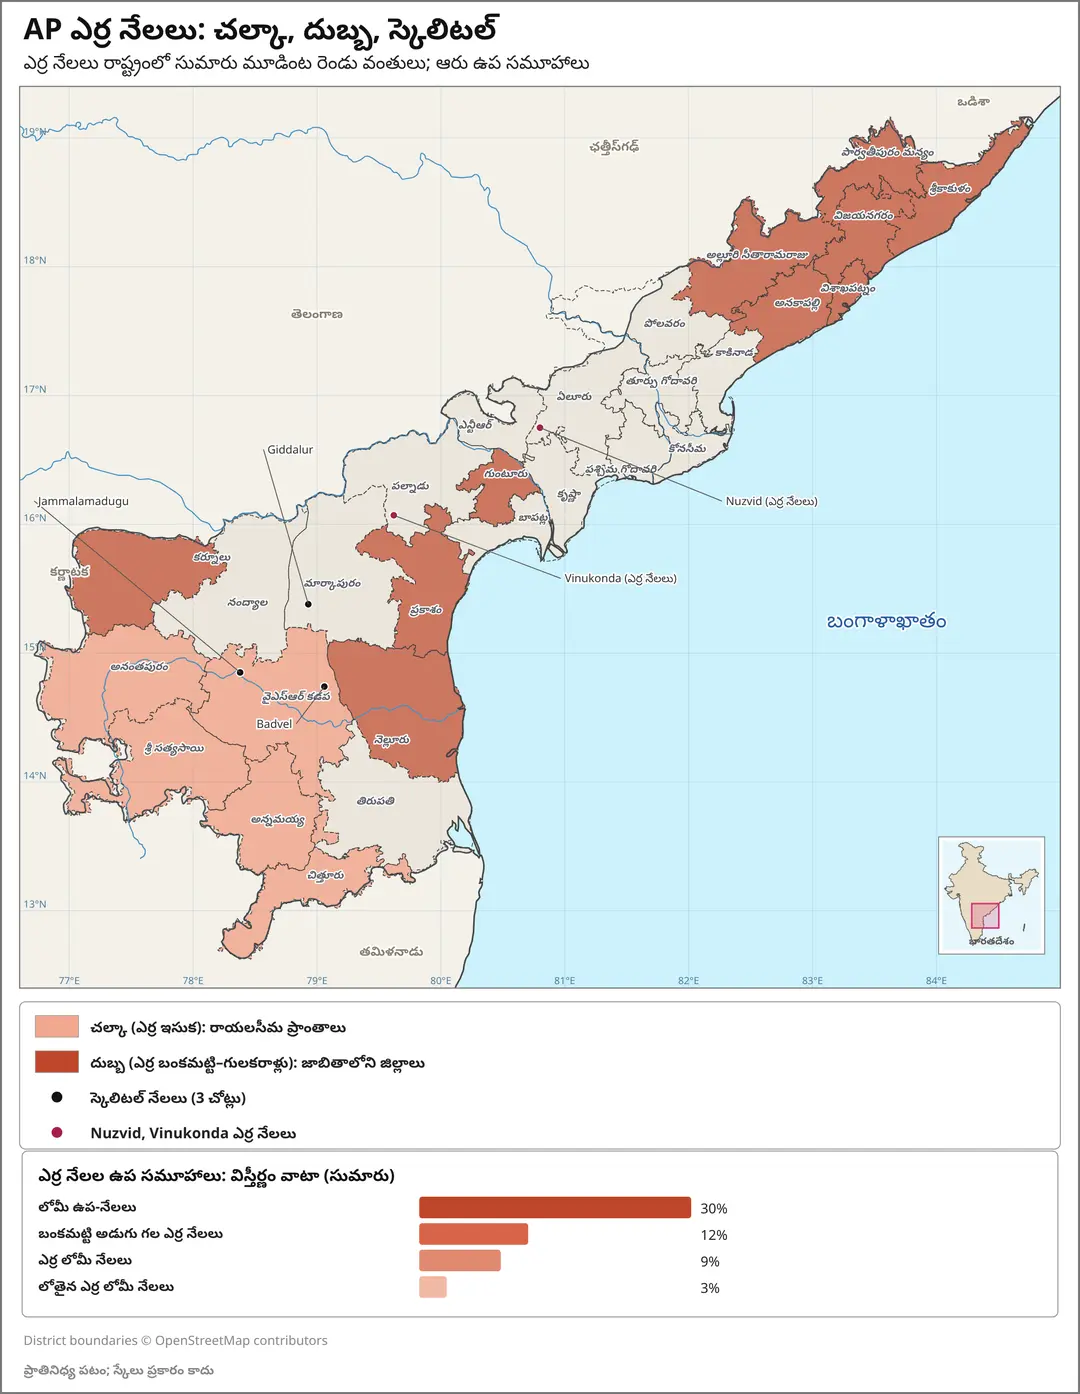 AP ఎర్ర నేలలు: చల్కా, దుబ్బ, స్కెలిటల్
ఎర్ర నేలలు రాష్ట్రంలో సుమారు మూడింట రెండు వంతులు; ఆరు ఉప సమూహాలు
ఒడిశా
19°N
ఛత్తీస్‌గఢ్
పార్వతీపురం మన్యం
శ్రీకాకుళం
విజయనగరం
18°N
అల్లూరి సీతారామరాజు
విశాఖపట్నం
అనకాపల్లి
తెలంగాణ
పోలవరం
కాకినాడ
17°N
తూర్పు గోదావరి
ఏలూరు
ఎన్టీఆర్
కోనసీమ
Giddalur
పశ్చిమ గోదావరి
గుంటూరు
పల్నాడు
కృష్ణా
Jammalamadugu
Nuzvid (ఎర్ర నేలలు)
16°N
బాపట్ల
కర్నూలు
కర్ణాటక
Vinukonda (ఎర్ర నేలలు)
మార్కాపురం
నంద్యాల
ప్రకాశం
బంగాళాఖాతం
15°N
అనంతపురం
వైఎస్ఆర్ కడప
Badvel
నెల్లూరు
శ్రీ సత్యసాయి
14°N
తిరుపతి
అన్నమయ్య
చిత్తూరు
13°N
భారతదేశం
తమిళనాడు
77°E 78°E 79°E 80°E 81°E 82°E 83°E 84°E
చల్కా (ఎర్ర ఇసుక): రాయలసీమ ప్రాంతాలు
దుబ్బ (ఎర్ర బంకమట్టి–గులకరాళ్లు): జాబితాలోని జిల్లాలు
స్కెలిటల్ నేలలు (3 చోట్లు)
Nuzvid, Vinukonda ఎర్ర నేలలు
ఎర్ర నేలల ఉప సమూహాలు: విస్తీర్ణం వాటా (సుమారు)
లోమీ ఉప-నేలలు 30%
బంకమట్టి అడుగు గల ఎర్ర నేలలు 12%
ఎర్ర లోమీ నేలలు 9%
లోతైన ఎర్ర లోమీ నేలలు 3%
District boundaries © OpenStreetMap contributors
ప్రాతినిధ్య పటం; స్కేలు ప్రకారం కాదు